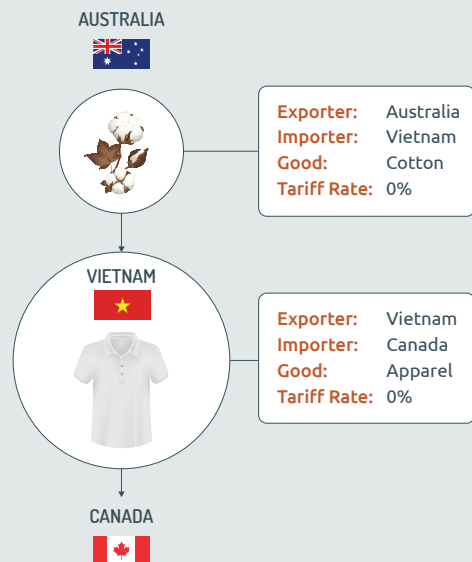 AUSTRALIA
Exporter: Australia
Importer: Vietnam
Good: Cotton
Tariff Rate: 0%
VIETNAM
Exporter: Vietnam
Importer: Canada
Good: Apparel
Tariff Rate: 0%
CANADA